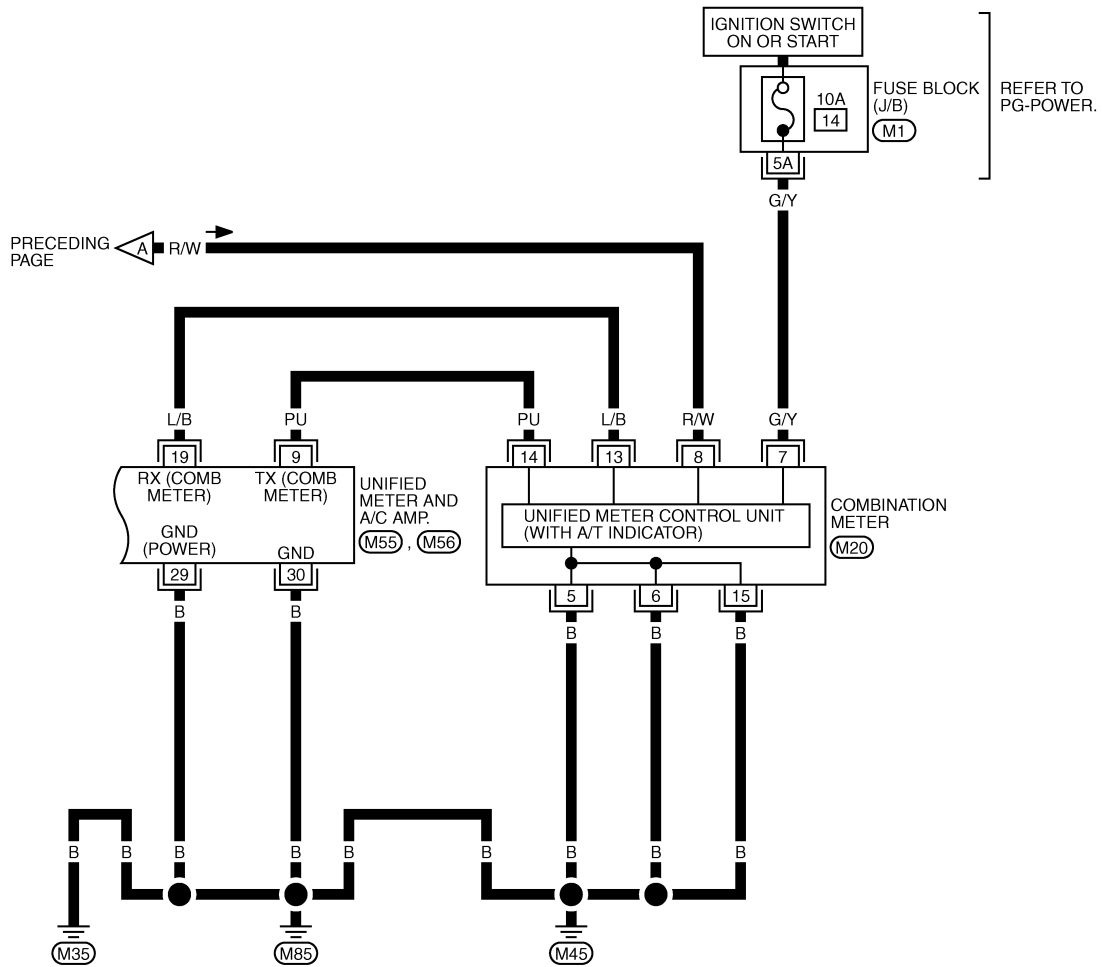 IGNITION SWITCH
ON OR START
10A
14
FUSE BLOCK
(J/B)
M1
REFER TO
PG-POWER.
5A
G/Y
PRECEDING
PAGE
A
R/W
L/B
PU
PU
L/B
R/W
G/Y
19
9
14
13
8
7
RX (COMB
METER)
TX (COMB
METER)
GND
(POWER)
GND
UNIFIED
METER AND
A/C AMP.
M55 , M56
UNIFIED METER CONTROL UNIT
(WITH A/T INDICATOR)
COMBINATION
METER
M20
29
30
5
6
15
B
B
B
B
B
B
B
B
B
B
B
B
B
B
M35
M85
M45